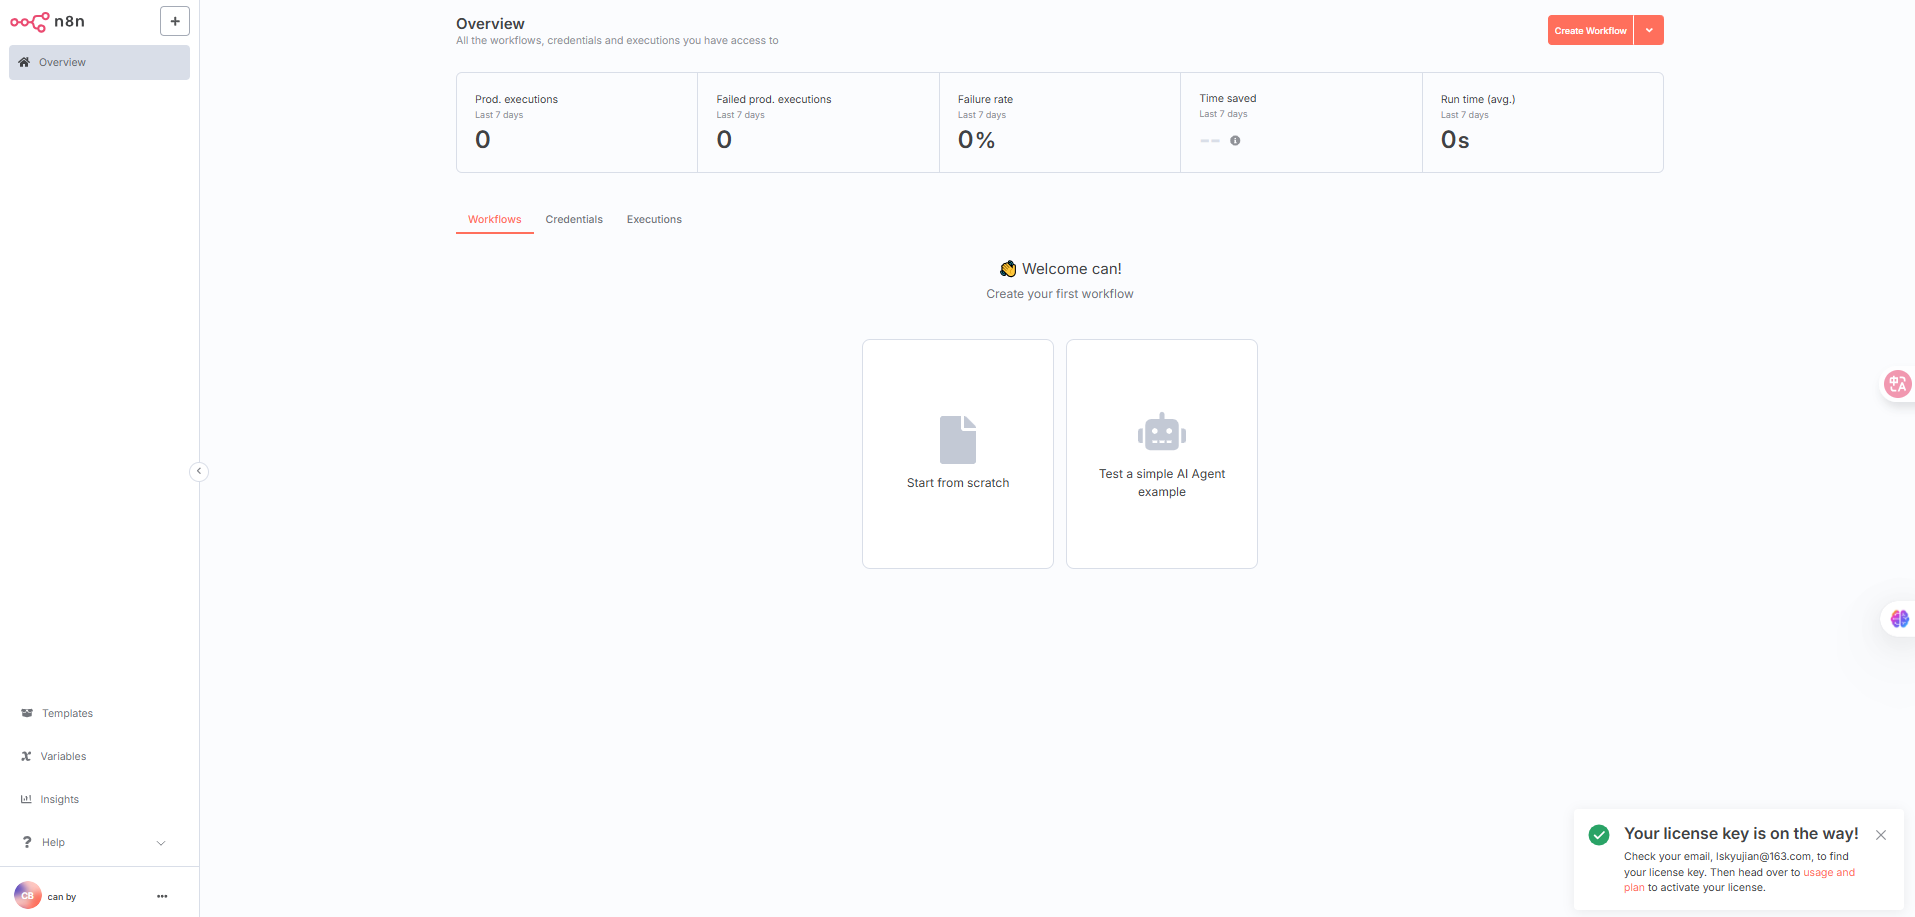 n8n
+
Overview
Templates
Variables
Insights
? Help
CB can by
Overview
All the workflows, credentials and executions you have access to
Create Workflow
Prod. executions
Last 7 days
0
Failed prod. executions
Last 7 days
0
Failure rate
Last 7 days
0%
Time saved
Last 7 days
--
Run time (avg.)
Last 7 days
0s
Workflows Credentials Executions
👋 Welcome can!
Create your first workflow
Start from scratch
Test a simple AI Agent
example
中A
Your license key is on the way!
Check your email, lskyujian@163.com, to find
your license key. Then head over to usage and
plan to activate your license.